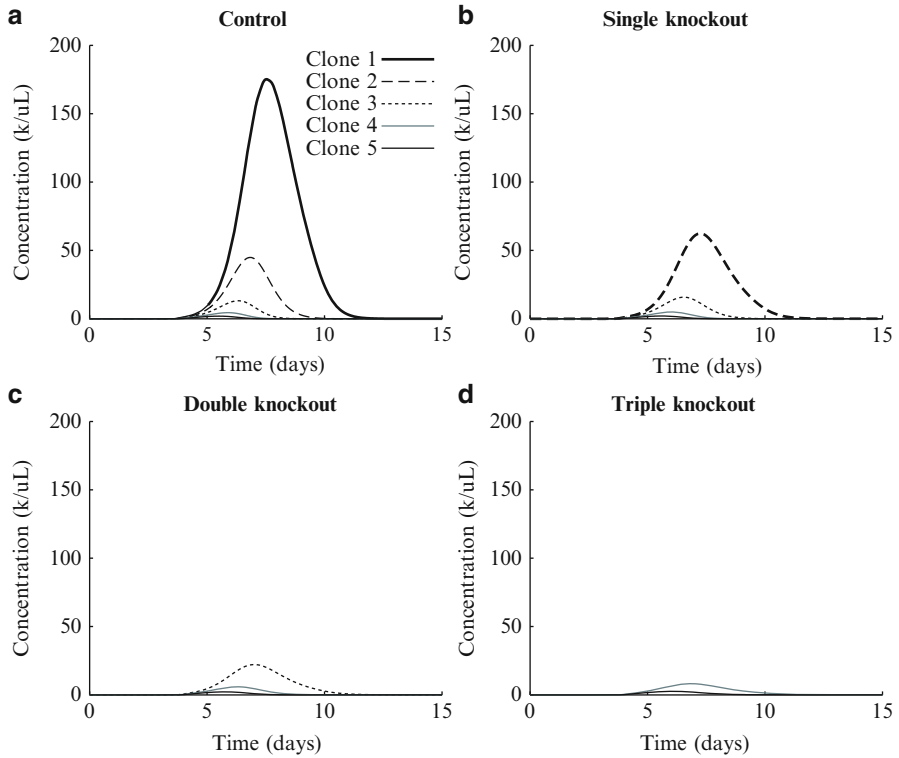 a
Control
200
150
100
50
0
0
5
10
15
Concentration (k/uL)
Time (days)
Clone 1
Clone 2
Clone 3
Clone 4
Clone 5
b
Single knockout
200
150
100
50
0
0
5
10
15
Concentration (k/uL)
Time (days)
c
Double knockout
200
150
100
50
0
0
5
10
15
Concentration (k/uL)
Time (days)
d
Triple knockout
200
150
100
50
0
0
5
10
15
Concentration (k/uL)
Time (days)